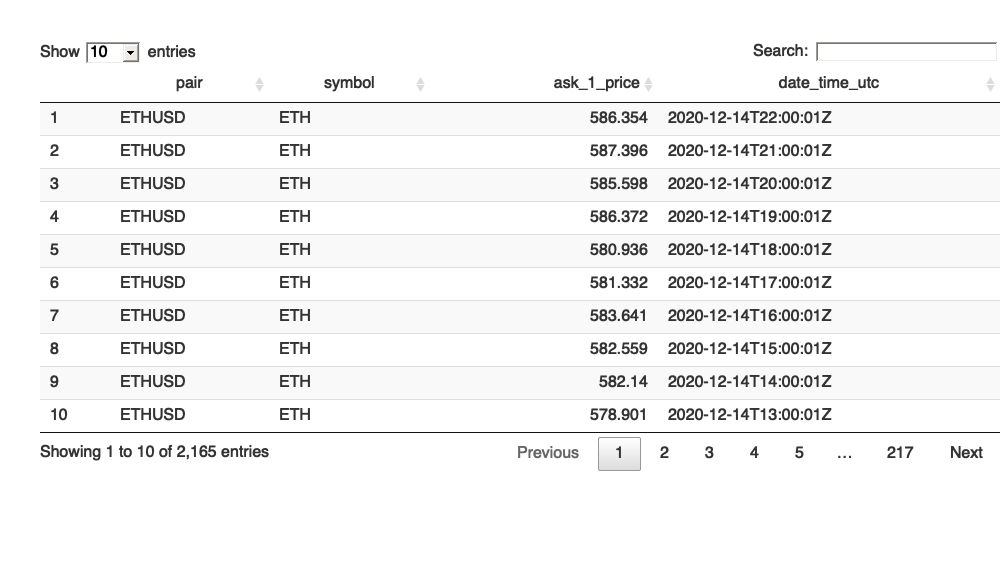 Show 10 entries Search:
pair symbol ask_1_price date_time_utc
1 ETHUSD ETH 586.354 2020-12-14T22:00:01Z
2 ETHUSD ETH 587.396 2020-12-14T21:00:01Z
3 ETHUSD ETH 585.598 2020-12-14T20:00:01Z
4 ETHUSD ETH 586.372 2020-12-14T19:00:01Z
5 ETHUSD ETH 580.936 2020-12-14T18:00:01Z
6 ETHUSD ETH 581.332 2020-12-14T17:00:01Z
7 ETHUSD ETH 583.641 2020-12-14T16:00:01Z
8 ETHUSD ETH 582.559 2020-12-14T15:00:01Z
9 ETHUSD ETH 582.14 2020-12-14T14:00:01Z
10 ETHUSD ETH 578.901 2020-12-14T13:00:01Z
Showing 1 to 10 of 2,165 entries Previous 1 2 3 4 5 … 217 Next